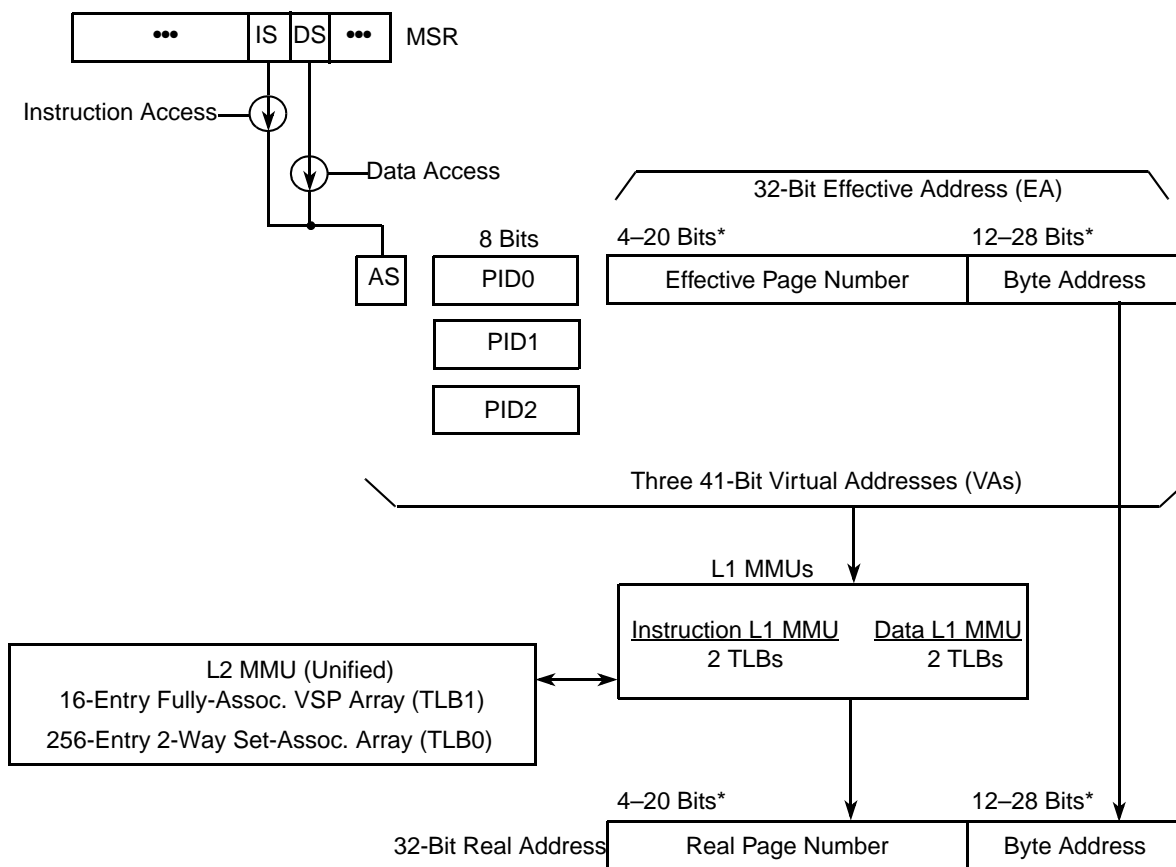 ••• IS DS ••• MSR
Instruction Access
Data Access
32-Bit Effective Address (EA)
8 Bits 4–20 Bits* 12–28 Bits*
AS PID0 Effective Page Number Byte Address
PID1
PID2
Three 41-Bit Virtual Addresses (VAs)
L1 MMUs
Instruction L1 MMU Data L1 MMU
2 TLBs 2 TLBs
L2 MMU (Unified)
16-Entry Fully-Assoc. VSP Array (TLB1)
256-Entry 2-Way Set-Assoc. Array (TLB0)
4–20 Bits* 12–28 Bits*
32-Bit Real Address Real Page Number Byte Address